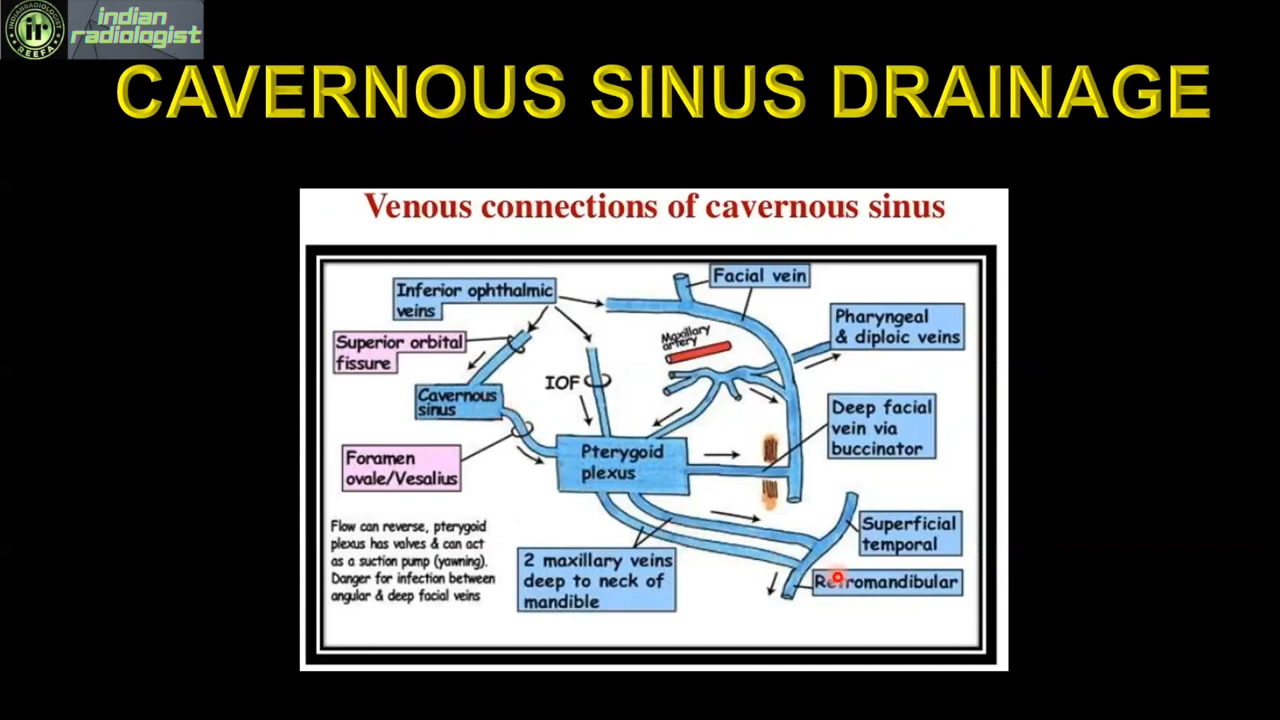 indian
radiologist
INDIANRADIOLOGIST
ir
REEFA
CAVERNOUS SINUS DRAINAGE
Venous connections of cavernous sinus
Facial vein
Inferior ophthalmic
veins
Pharyngeal
& diploic veins
Superior orbital
fissure
Maxillary
artery
IOF
Cavernous
sinus
Deep facial
vein via
buccinator
Foramen
ovale/Vesalius
Pterygoid
plexus
Flow can reverse, pterygoid
plexus has valves & can act
as a suction pump (yawning).
Danger for infection between
angular & deep facial veins
2 maxillary veins
deep to neck of
mandible
Superficial
temporal
Retromandibular